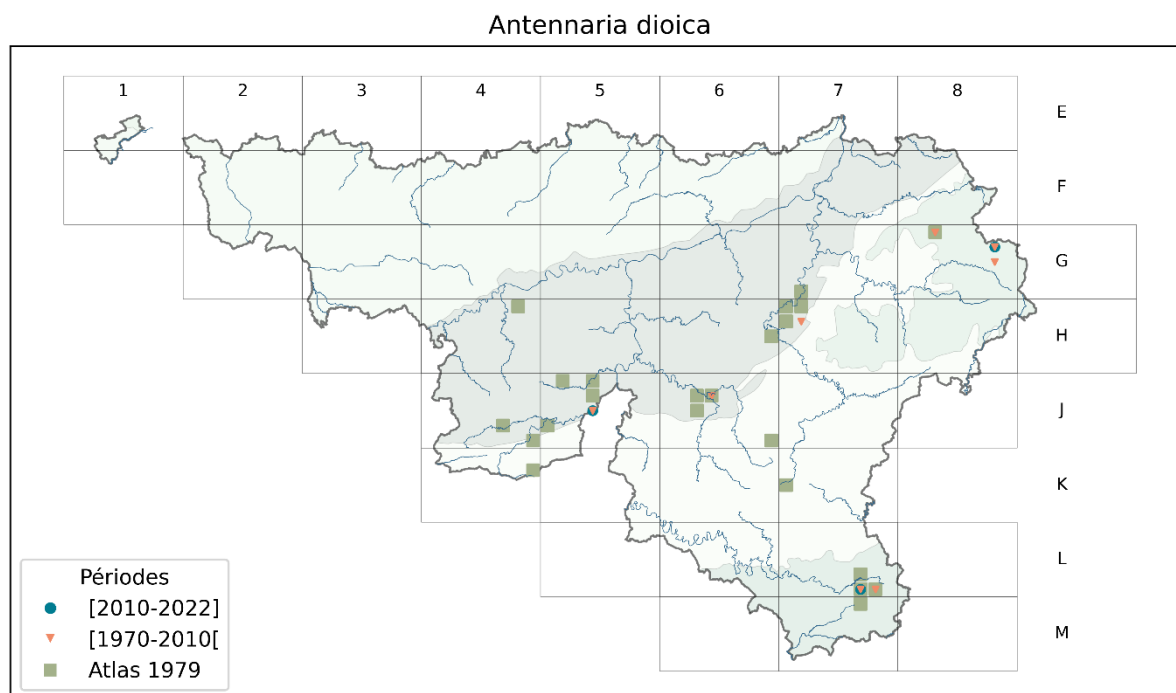 Antennaria dioica
1 2 3 4 5 6 7 8
E
F
G
H
J
K
L
M
Périodes
[2010-2022]
[1970-2010[
Atlas 1979